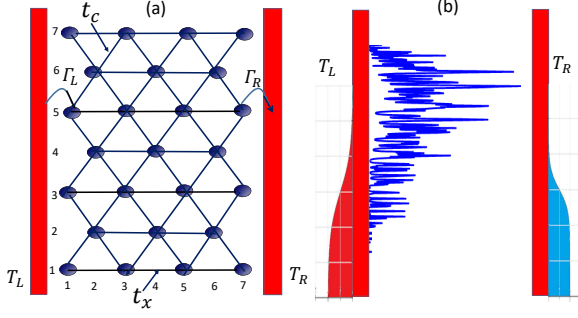 (a)
(b)
t_c
7
6
5
4
3
2
1
Γ_L
Γ_R
T_L
t_x
1 2 3 4 5 6 7
T_L
T_R
T_R